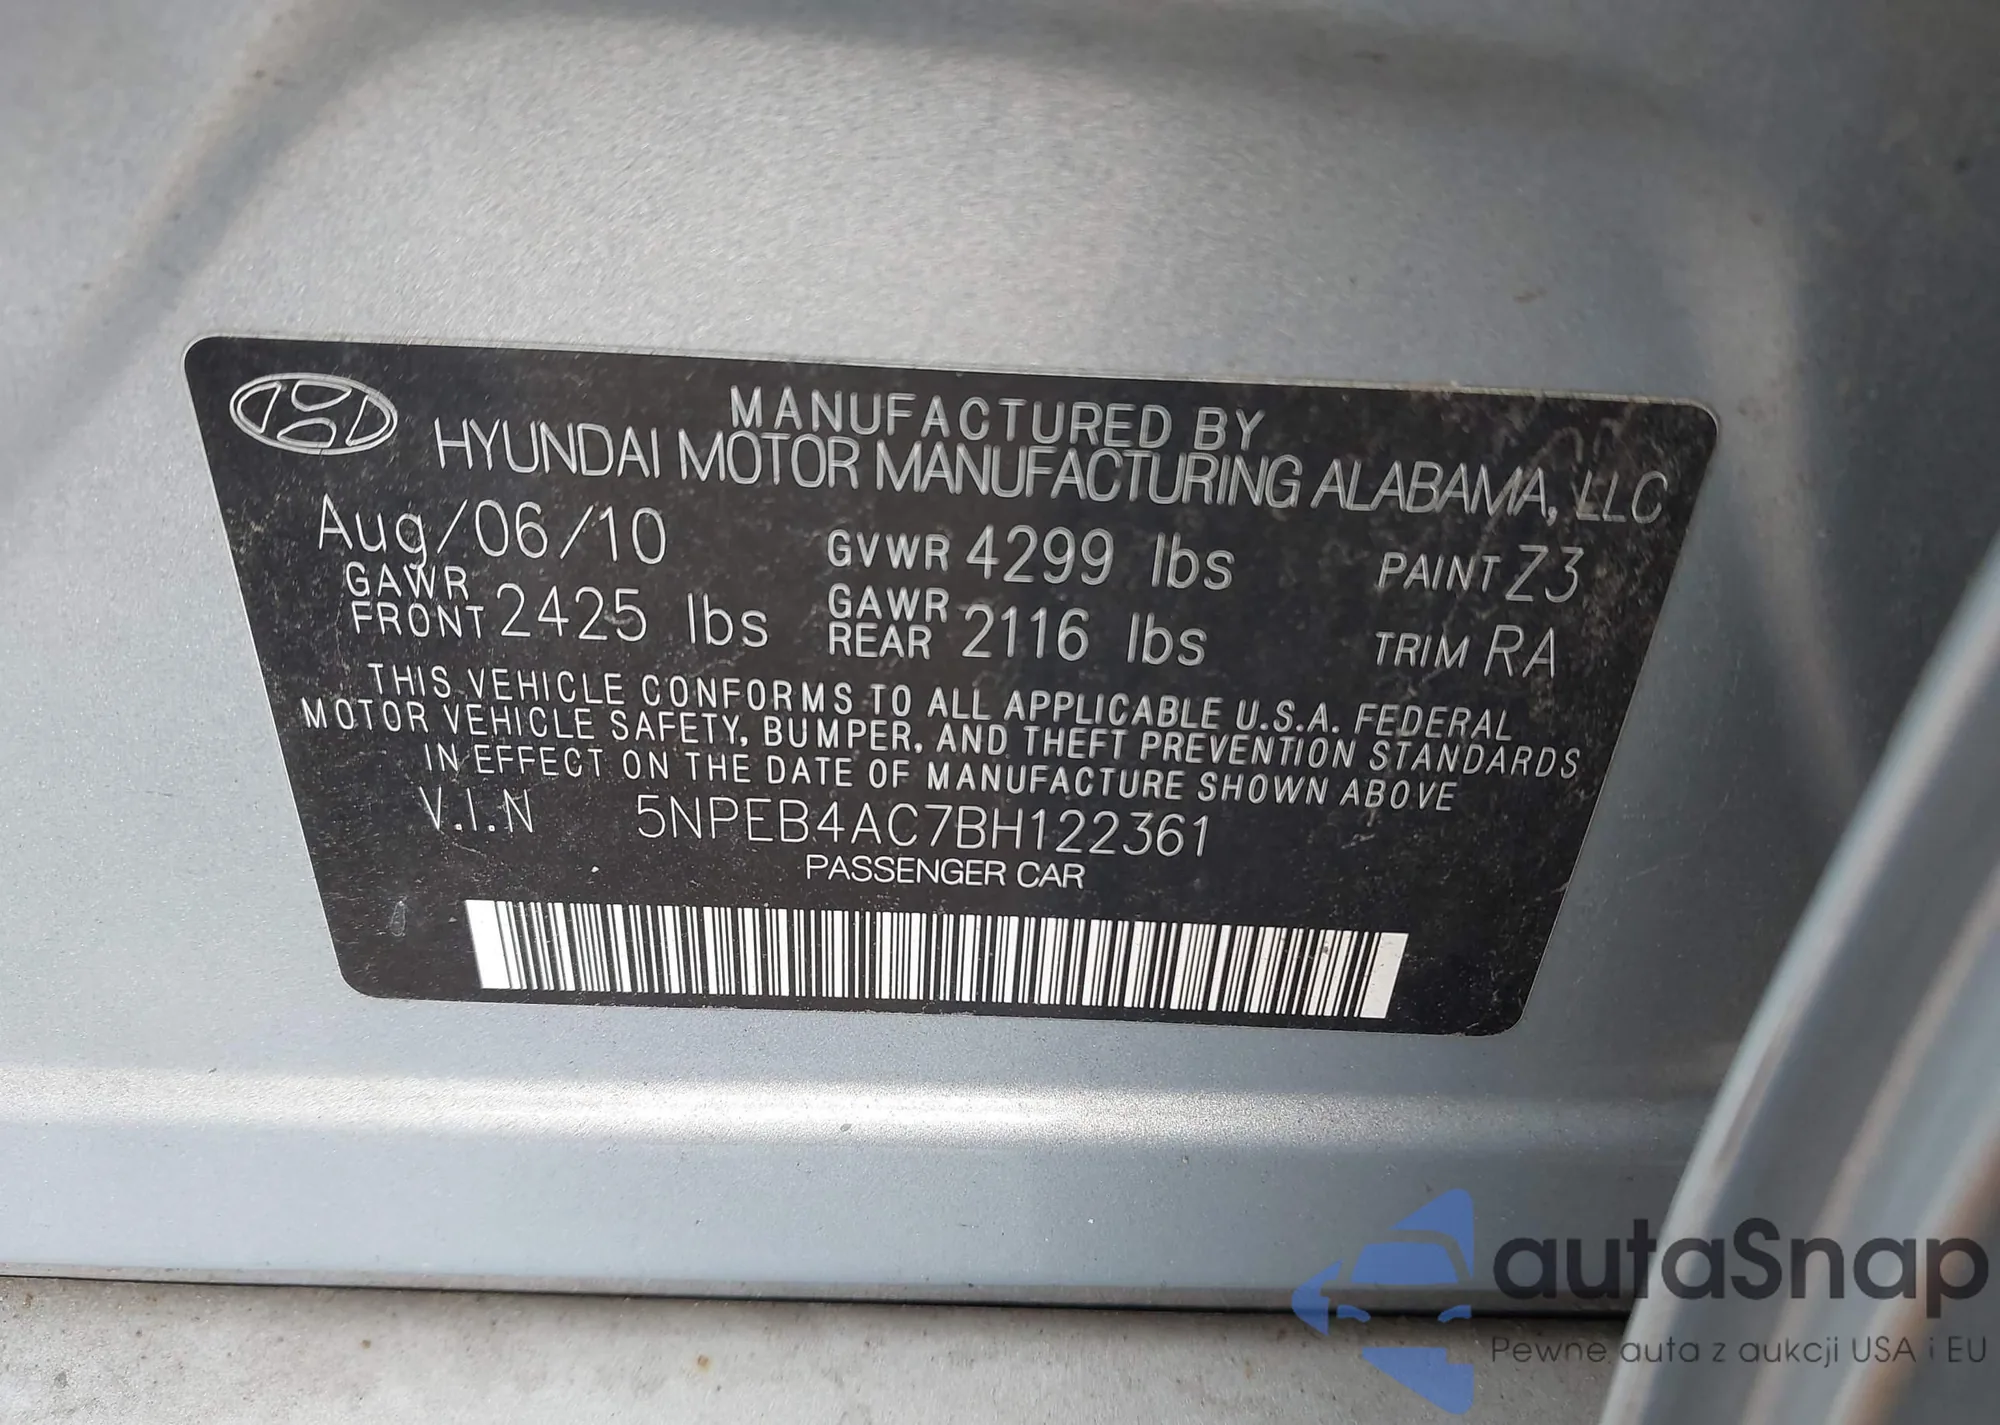 MANUFACTURED BY
HYUNDAI MOTOR MANUFACTURING ALABAMA, LLC
Aug/06/10 GVWR 4299 lbs PAINT Z3
GAWR FRONT 2425 lbs GAWR REAR 2116 lbs TRIM RA
THIS VEHICLE CONFORMS TO ALL APPLICABLE U.S.A. FEDERAL
MOTOR VEHICLE SAFETY, BUMPER, AND THEFT PREVENTION STANDARDS
IN EFFECT ON THE DATE OF MANUFACTURE SHOWN ABOVE
V.I.N 5NPEB4AC7BH122361
PASSENGER CAR
autoSnap
Pewne auta z aukcji USA i EU